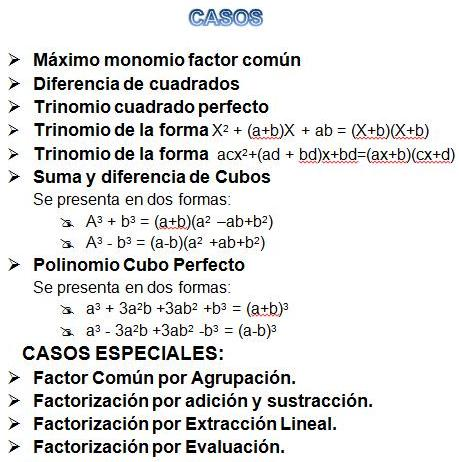 CASOS
Máximo monomio factor común
Diferencia de cuadrados
Trinomio cuadrado perfecto
Trinomio de la forma X² + (a+b)X + ab = (X+b)(X+b)
Trinomio de la forma acx²+(ad + bd)x+bd=(ax+b)(cx+d)
Suma y diferencia de Cubos
Se presenta en dos formas:
A³ + b³ = (a+b)(a² –ab+b²)
A³ - b³ = (a-b)(a² +ab+b²)
Polinomio Cubo Perfecto
Se presenta en dos formas:
a³ + 3a²b +3ab² +b³ = (a+b)³
a³ - 3a²b +3ab² -b³ = (a-b)³
CASOS ESPECIALES:
Factor Común por Agrupación.
Factorización por adición y sustracción.
Factorización por Extracción Lineal.
Factorización por Evaluación.